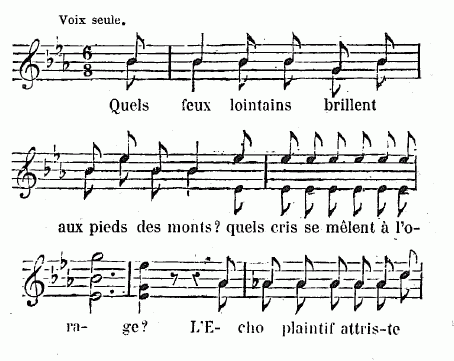 Voix seule.
6
8
Quels feux lointains brillent
aux pieds des monts? quels cris se mêlent à l'o-
ra- ge? L'E- cho plaintif attris-te